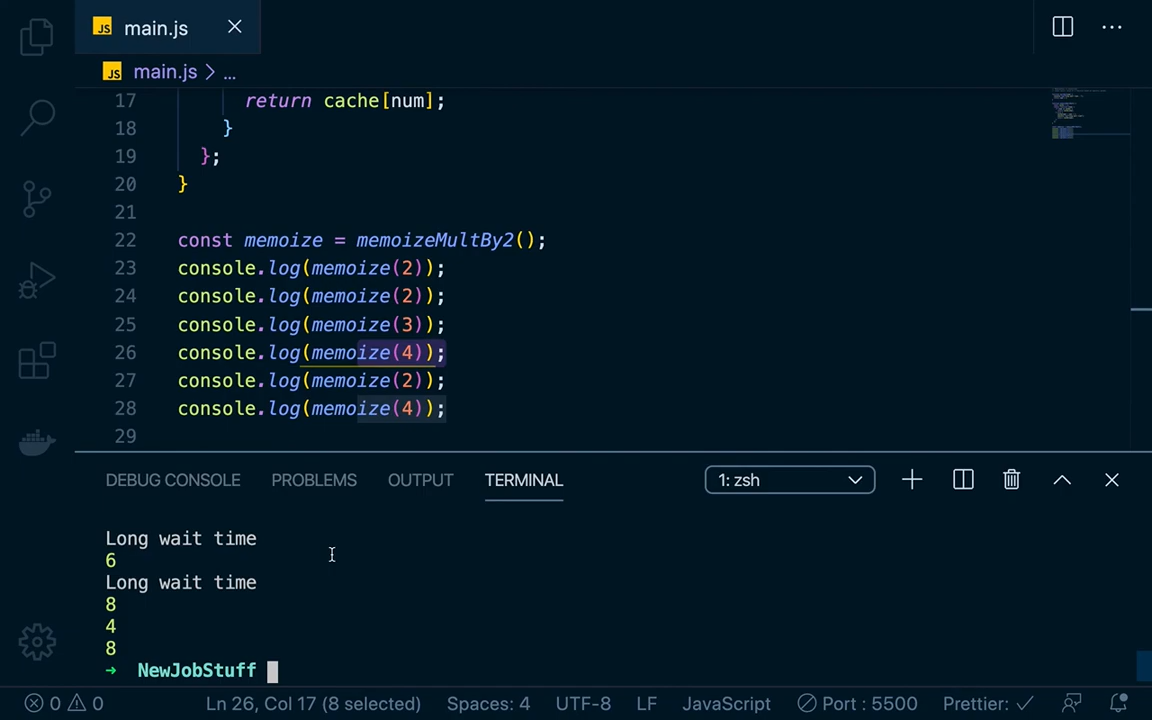 JS main.js
JS main.js > ...
17 return cache[num];
18 }
19 };
20 }
21
22 const memoize = memoizeMultBy2();
23 console.log(memoize(2));
24 console.log(memoize(2));
25 console.log(memoize(3));
26 console.log(memoize(4));
27 console.log(memoize(2));
28 console.log(memoize(4));
29
DEBUG CONSOLE PROBLEMS OUTPUT TERMINAL 1: zsh
Long wait time
6
Long wait time
8
4
8
→ NewJobStuff
0 0 Ln 26, Col 17 (8 selected) Spaces: 4 UTF-8 LF JavaScript Port : 5500 Prettier: ✓